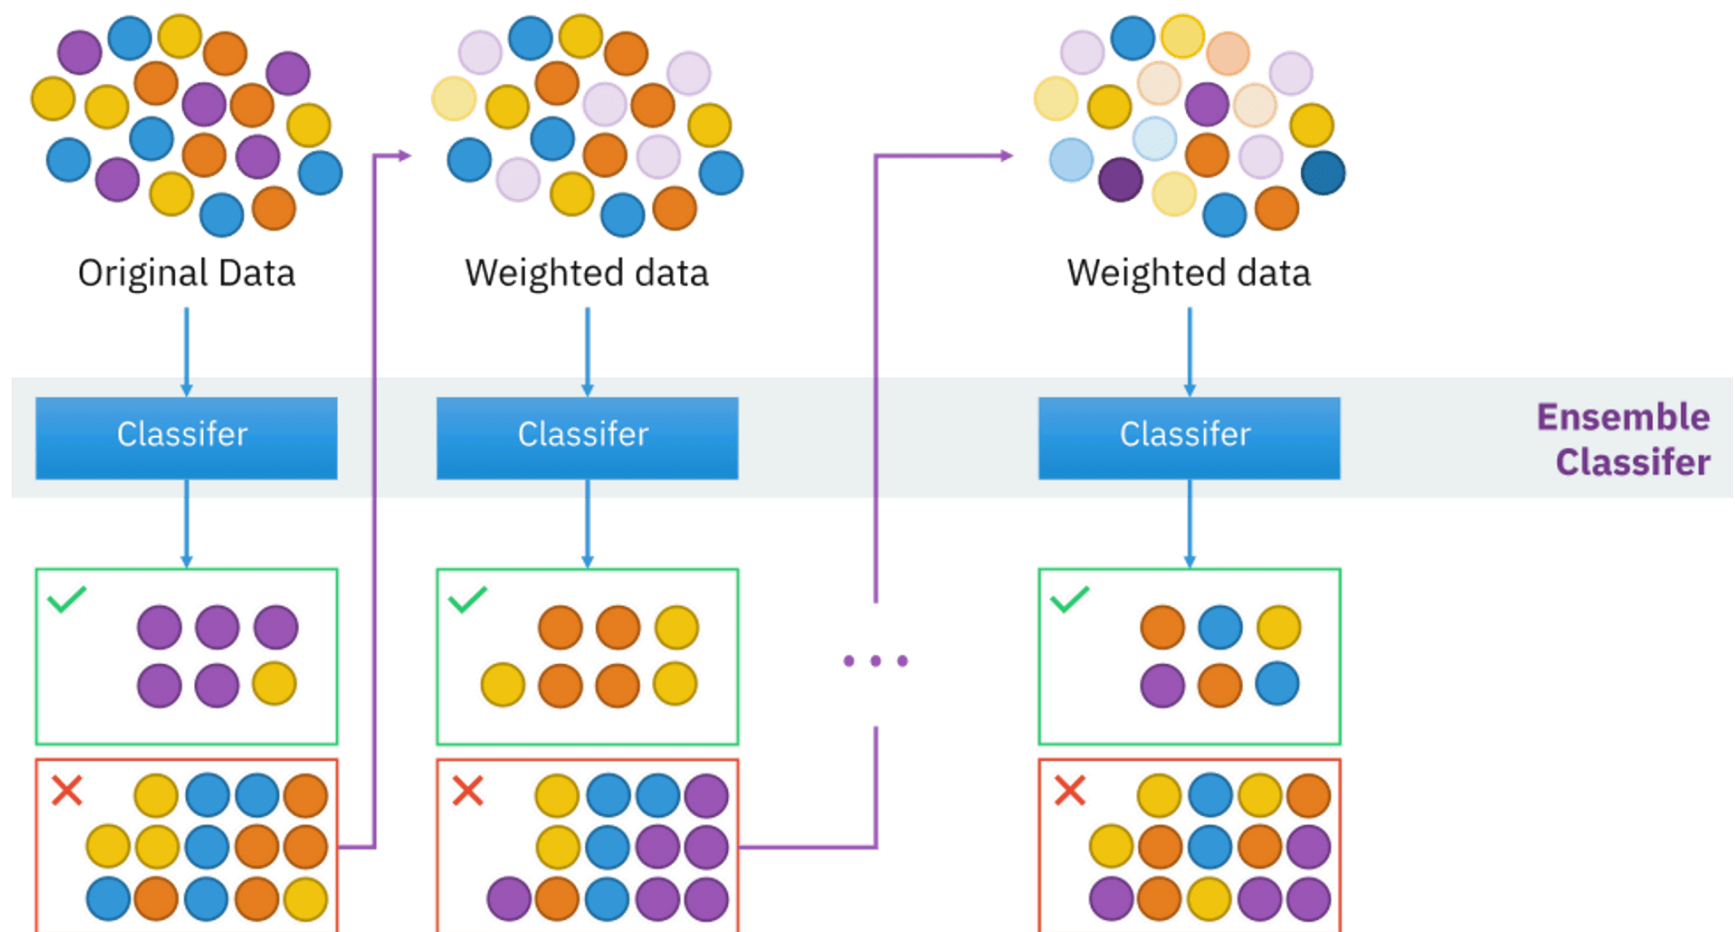 Original Data
Weighted data
Weighted data
Classifer
Classifer
Classifer
Ensemble
Classifer